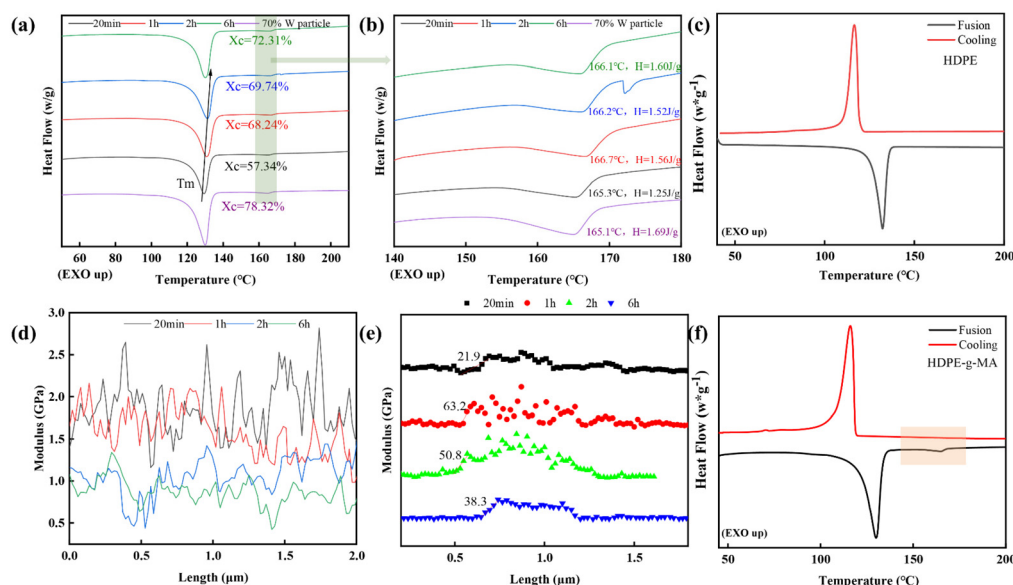 (a)
20min 1h 2h 6h 70% W particle
Xc=72.31%
Xc=69.74%
Xc=68.24%
Xc=57.34%
Tm
Xc=78.32%
Heat Flow (w/g)
60 80 100 120 140 160 180 200
(EXO up)
Temperature (℃)
(b)
20min 1h 2h 6h 70% W particle
166.1℃, H=1.60J/g
166.2℃, H=1.52J/g
166.7℃, H=1.56J/g
165.3℃, H=1.25J/g
165.1℃, H=1.69J/g
Heat Flow (w/g)
140 150 160 170 180
(EXO up)
Temperature (℃)
(c)
Fusion
Cooling
HDPE
Heat Flow (w*g-1)
(EXO up)
50 100 150 200
Temperature (℃)
(d)
20min 1h 2h 6h
3.0
2.5
2.0
1.5
1.0
0.5
Modulus (GPa)
0.0 0.5 1.0 1.5 2.0
Length (μm)
20min 1h 2h 6h
(e)
21.9
63.2
50.8
38.3
Modulus (GPa)
0.5 1.0 1.5
Length (μm)
(f)
Fusion
Cooling
HDPE-g-MA
Heat Flow (w*g-1)
(EXO up)
50 100 150 200
Temperature (℃)